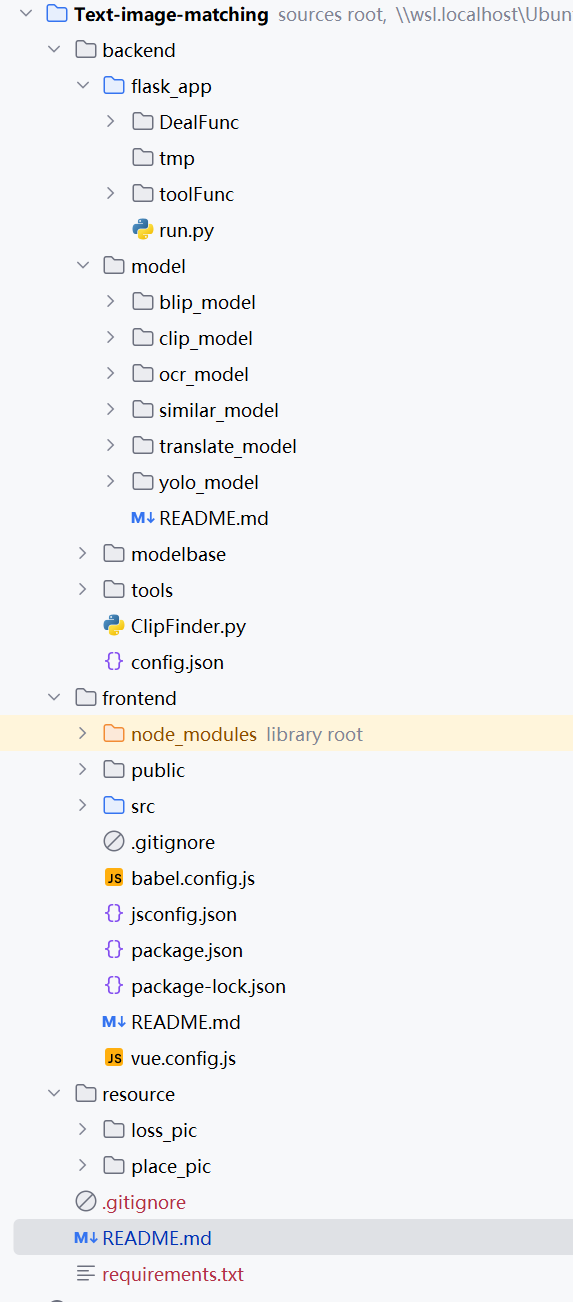 Text-image-matching sources root, \\wsl.localhost\Ubun
backend
flask_app
DealFunc
tmp
toolFunc
run.py
model
blip_model
clip_model
ocr_model
similar_model
translate_model
yolo_model
M↓ README.md
modelbase
tools
ClipFinder.py
{} config.json
frontend
node_modules library root
public
src
.gitignore
JS babel.config.js
{} jsconfig.json
{} package.json
{} package-lock.json
M↓ README.md
JS vue.config.js
resource
loss_pic
place_pic
.gitignore
M↓ README.md
requirements.txt